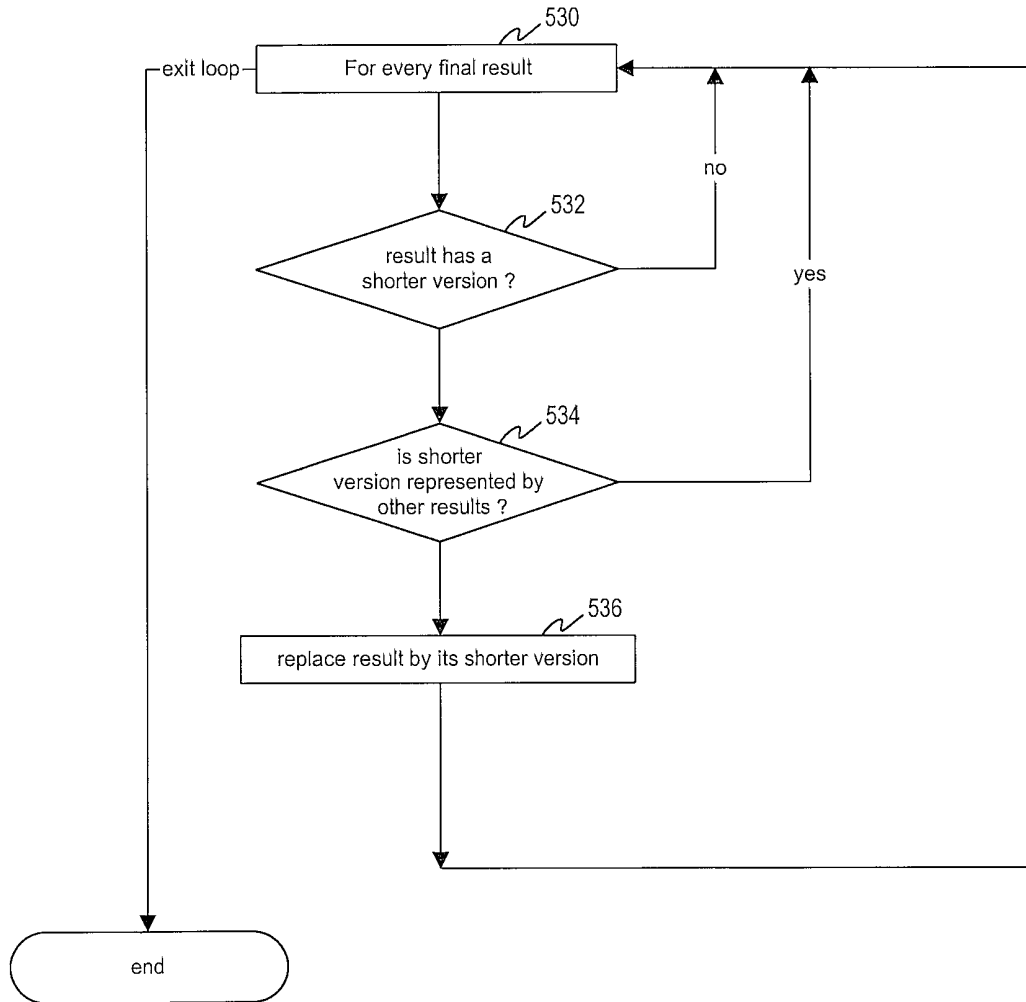 530
exit loop
For every final result
532
no
result has a
shorter version ?
yes
534
is shorter
version represented by
other results ?
536
replace result by its shorter version
end